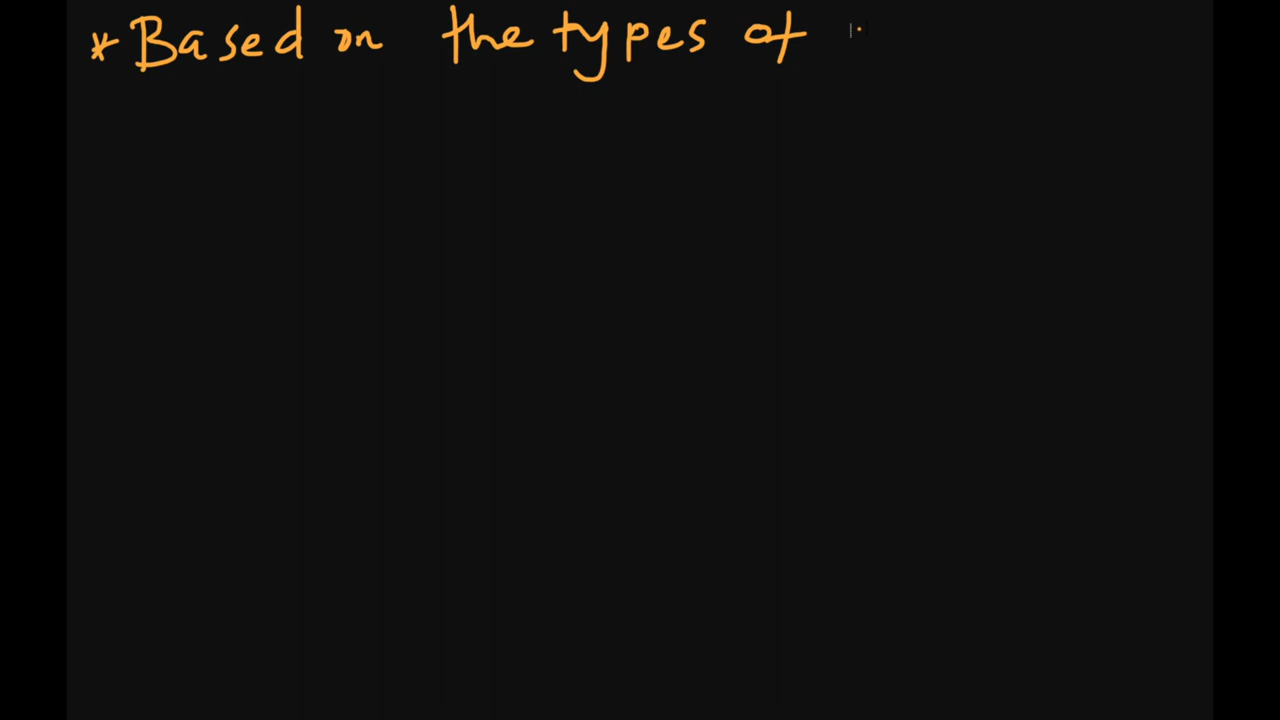 * Based on the types of